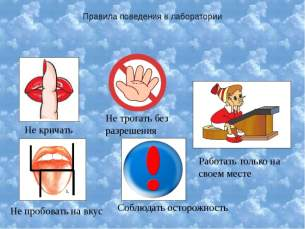 Правила поведения в лаборатории
Не кричать
Не трогать без
разрешения
Работать только на
своем месте
Не пробовать на вкус
Соблюдать осторожность